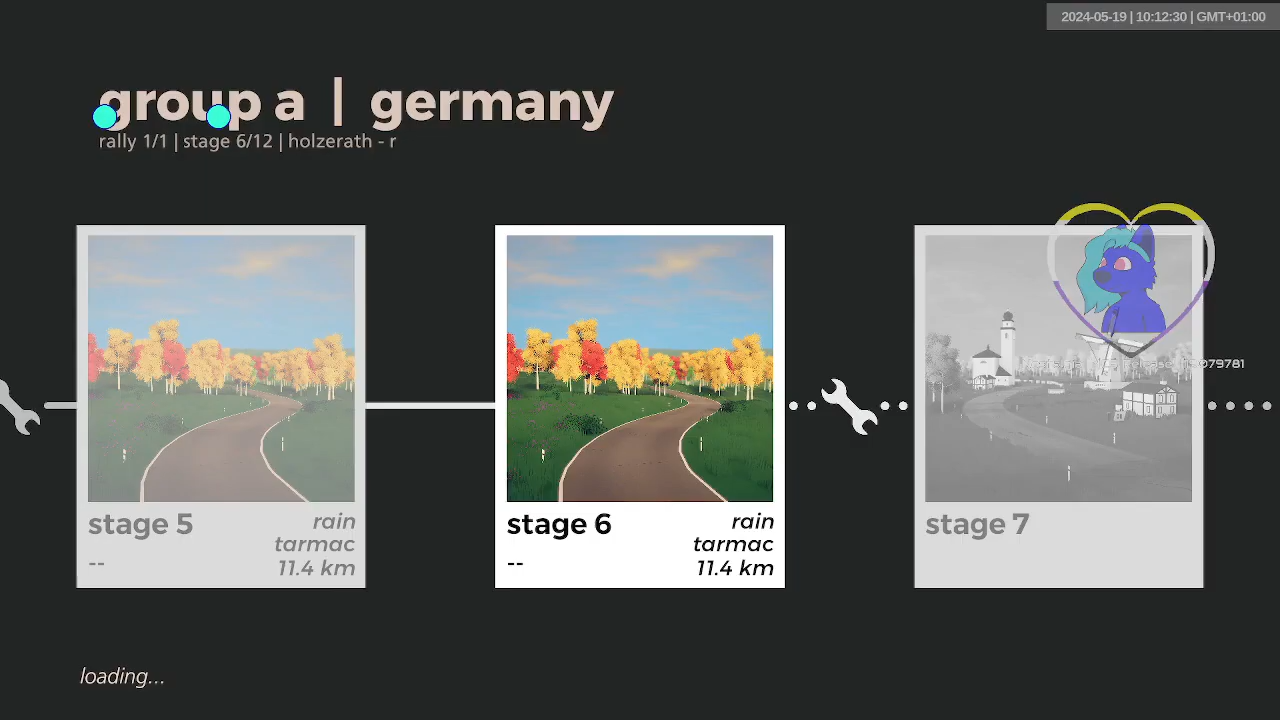 2024-05-19 | 10:12:30 | GMT+01:00
group a | germany
rally 1/1 | stage 6/12 | holzerath - r
stage 5
rain
tarmac
--
11.4 km
stage 6
rain
tarmac
--
11.4 km
stage 7
loading...